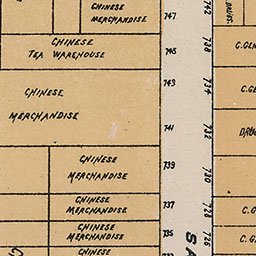 CHINESE
MERCHANDISE
747
742
CHINESE
TEA WAREHOUSE
745
738
C. GEN
743
734
CHINESE
MERCHANDISE
741
732
DRUG
CHINESE
MERCHANDISE
739
730
CHINESE
MERCHANDISE
737
728
C. G
CHINESE
MERCHANDISE
735
726
C. G
CHINESE
SA